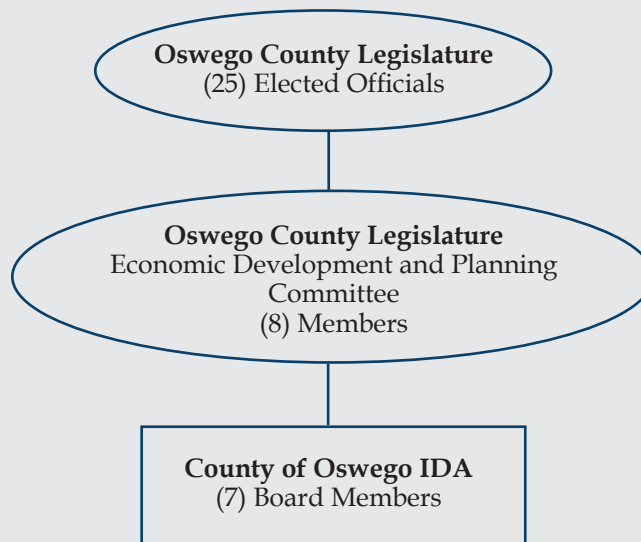 Oswego County Legislature
(25) Elected Officials
Oswego County Legislature
Economic Development and Planning
Committee
(8) Members
County of Oswego IDA
(7) Board Members